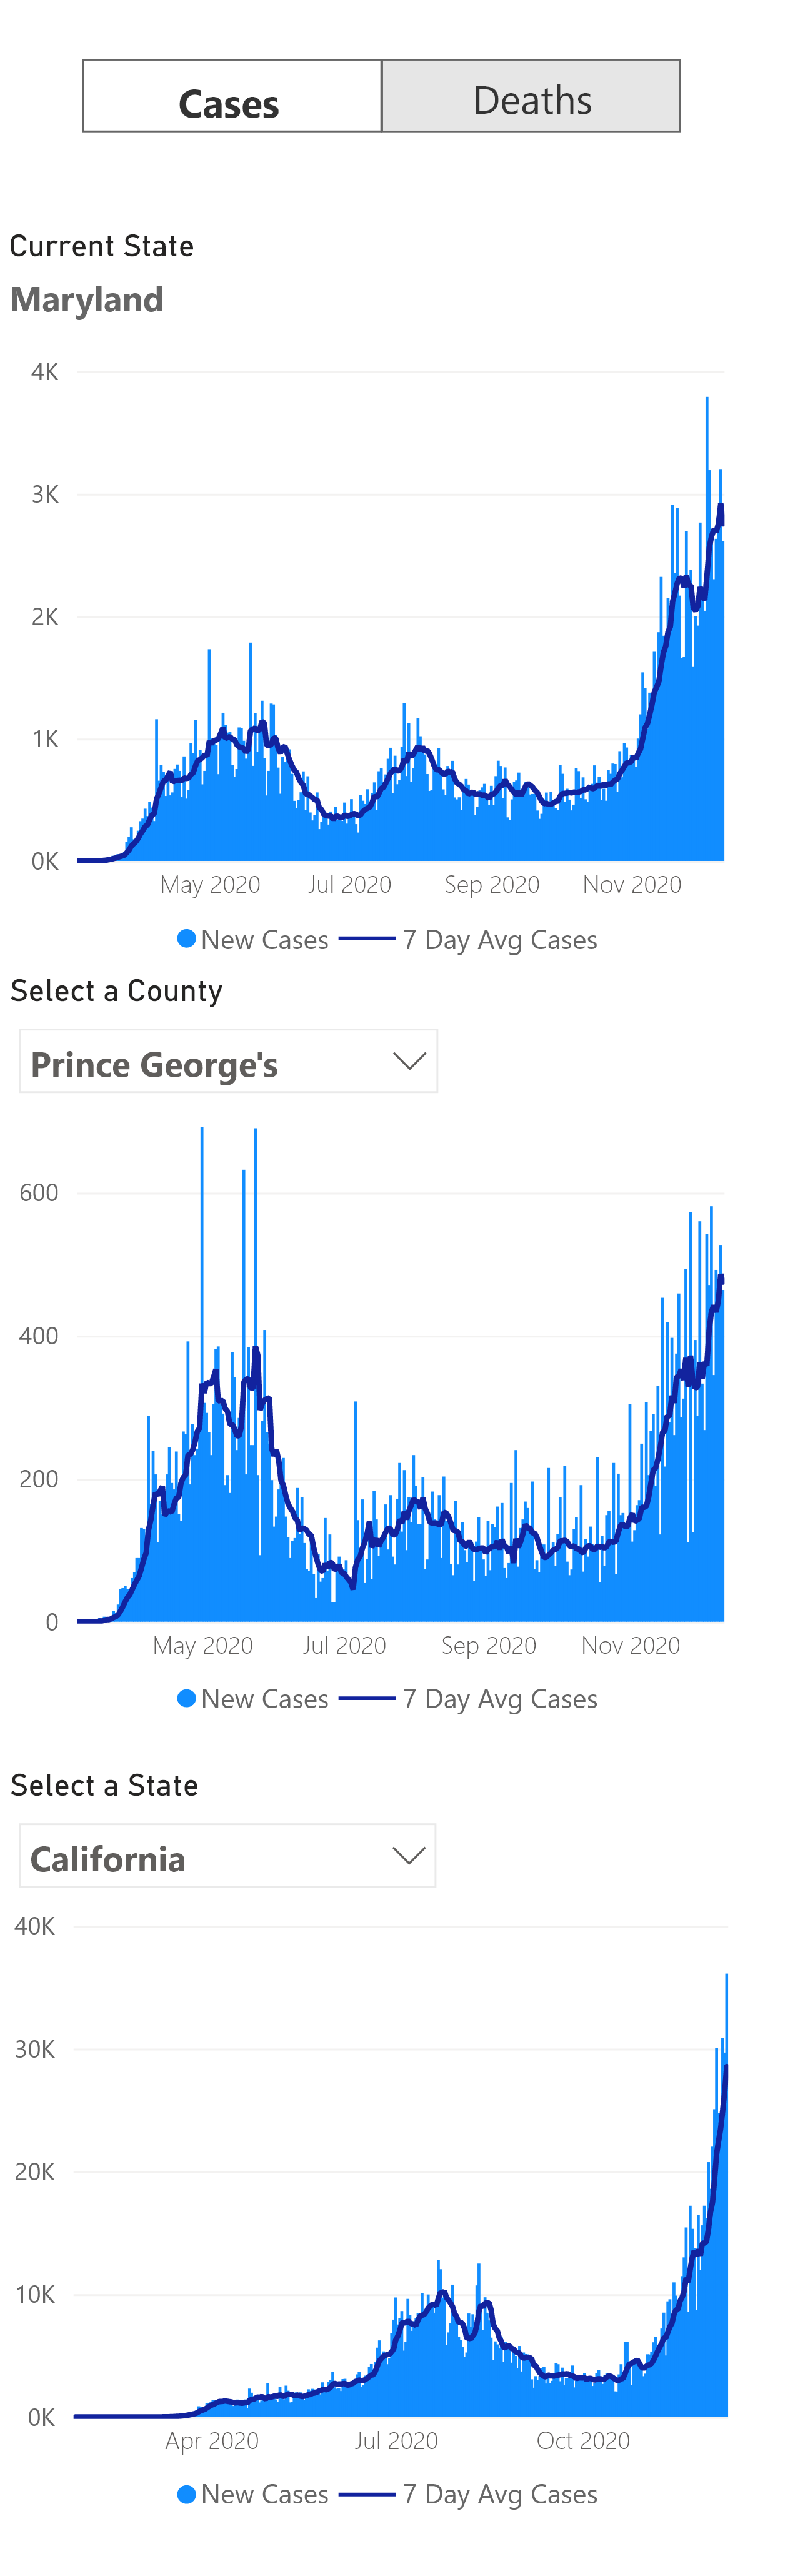 Cases Deaths
Current State
Maryland
4K
3K
2K
1K
0K
May 2020 Jul 2020 Sep 2020 Nov 2020
New Cases 7 Day Avg Cases
Select a County
Prince George's
600
400
200
0
May 2020 Jul 2020 Sep 2020 Nov 2020
New Cases 7 Day Avg Cases
Select a State
California
40K
30K
20K
10K
0K
Apr 2020 Jul 2020 Oct 2020
New Cases 7 Day Avg Cases